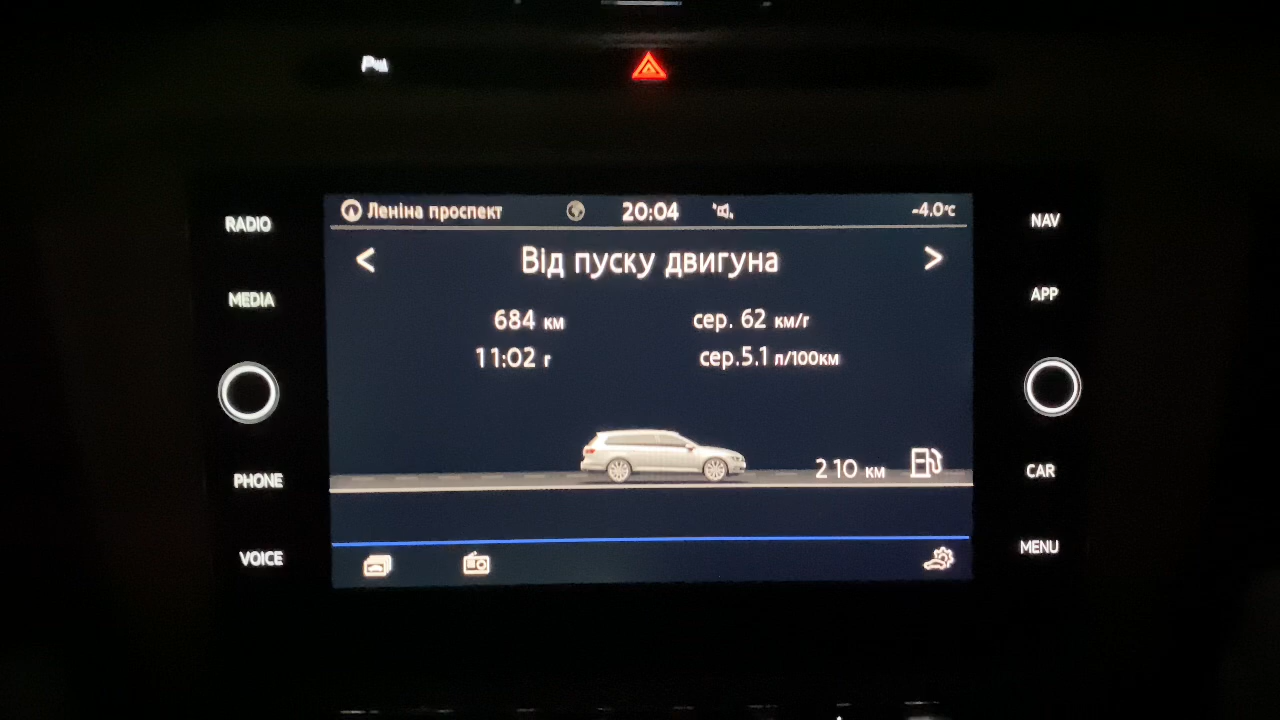 RADIO
MEDIA
PHONE
VOICE
Леніна проспект 20:04 -4.0°C
< Від пуску двигуна >
684 км сер. 62 км/г
11:02 г сер.5.1 л/100км
210 км
NAV
APP
CAR
MENU